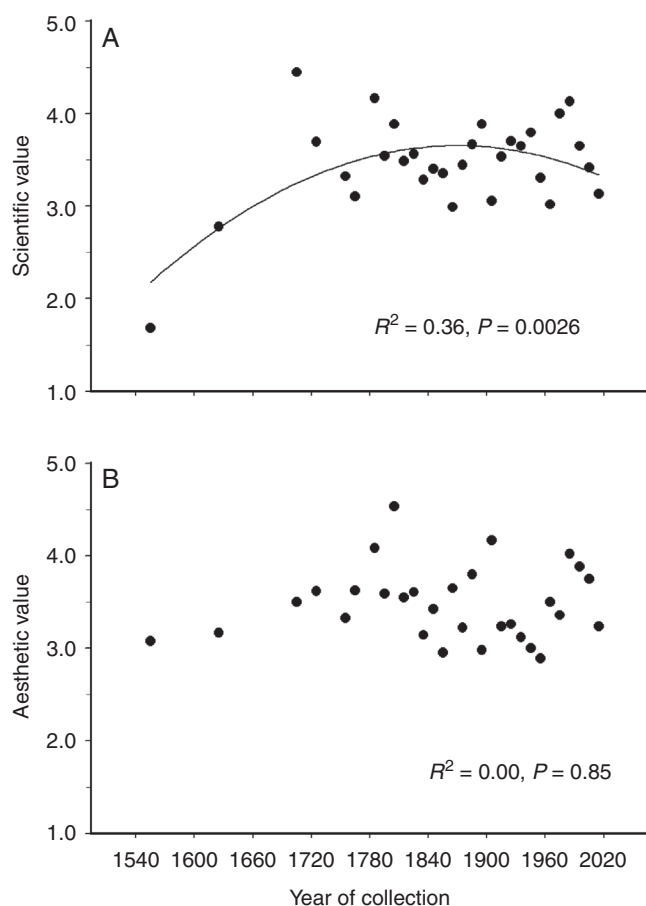 A
5.0
4.0
3.0
2.0
1.0
Scientific value
R² = 0.36, P = 0.0026
B
5.0
4.0
3.0
2.0
1.0
Aesthetic value
R² = 0.00, P = 0.85
1540 1600 1660 1720 1780 1840 1900 1960 2020
Year of collection